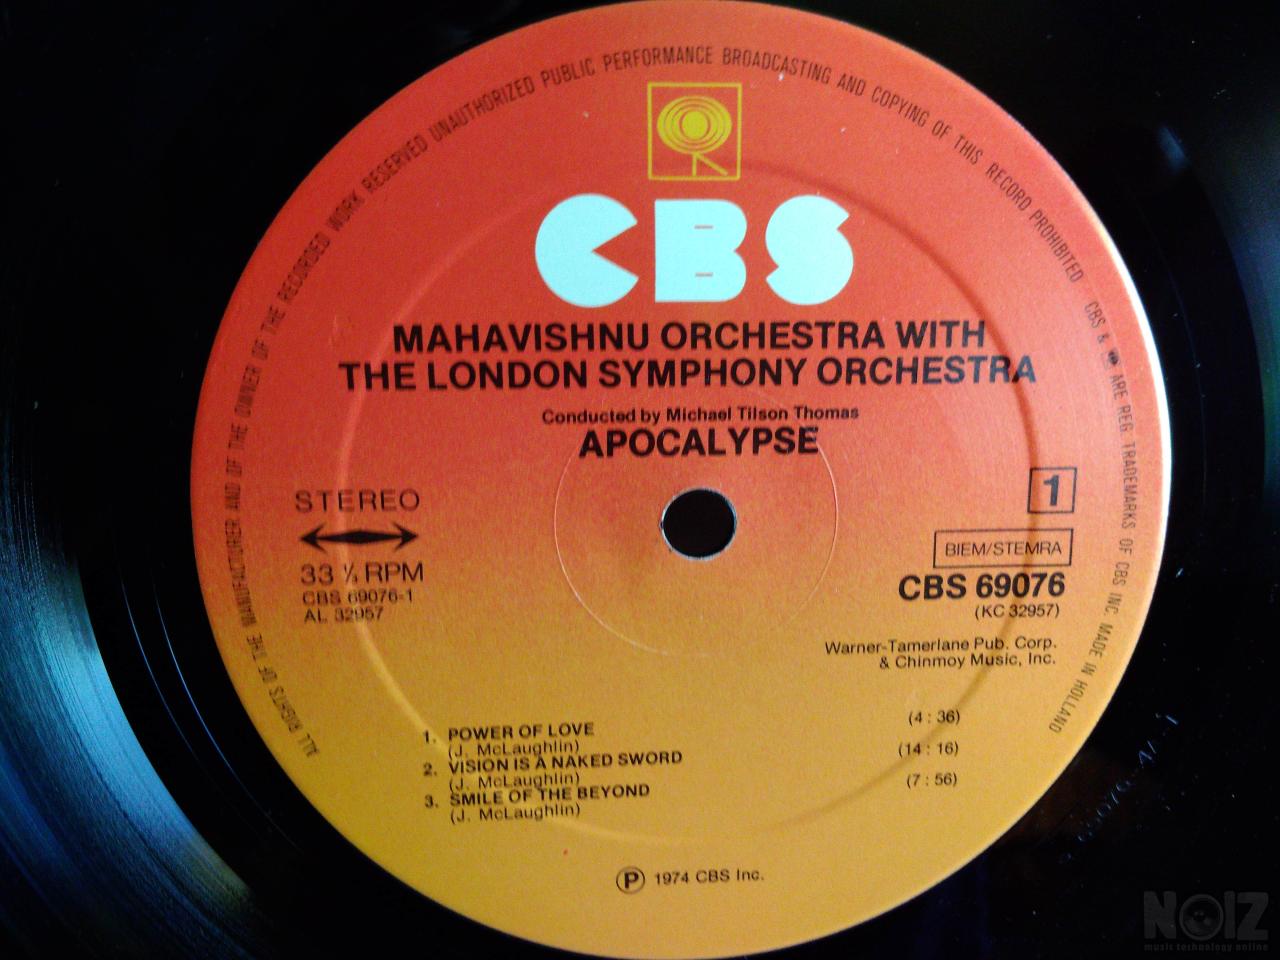 ALL RIGHTS OF THE MANUFACTURER AND OF THE OWNER OF THE RECORDED WORK RESERVED UNAUTHORIZED PUBLIC PERFORMANCE BROADCASTING AND COPYING OF THIS RECORD PROHIBITED CBS & ARE REG. TRADEMARKS OF CBS INC. MADE IN HOLLAND
CBS
MAHAVISHNU ORCHESTRA WITH
THE LONDON SYMPHONY ORCHESTRA
Conducted by Michael Tilson Thomas
APOCALYPSE
STEREO
33 ⅓ RPM
CBS 69076-1
AL 32957
1
BIEM/STEMRA
CBS 69076
(KC 32957)
Warner-Tamerlane Pub. Corp.
& Chinmoy Music, Inc.
1. POWER OF LOVE (4 : 36)
(J. McLaughlin)
2. VISION IS A NAKED SWORD (14 : 16)
(J. McLaughlin)
3. SMILE OF THE BEYOND (7 : 56)
(J. McLaughlin)
Ⓟ 1974 CBS Inc.
NOIZ
music technology online